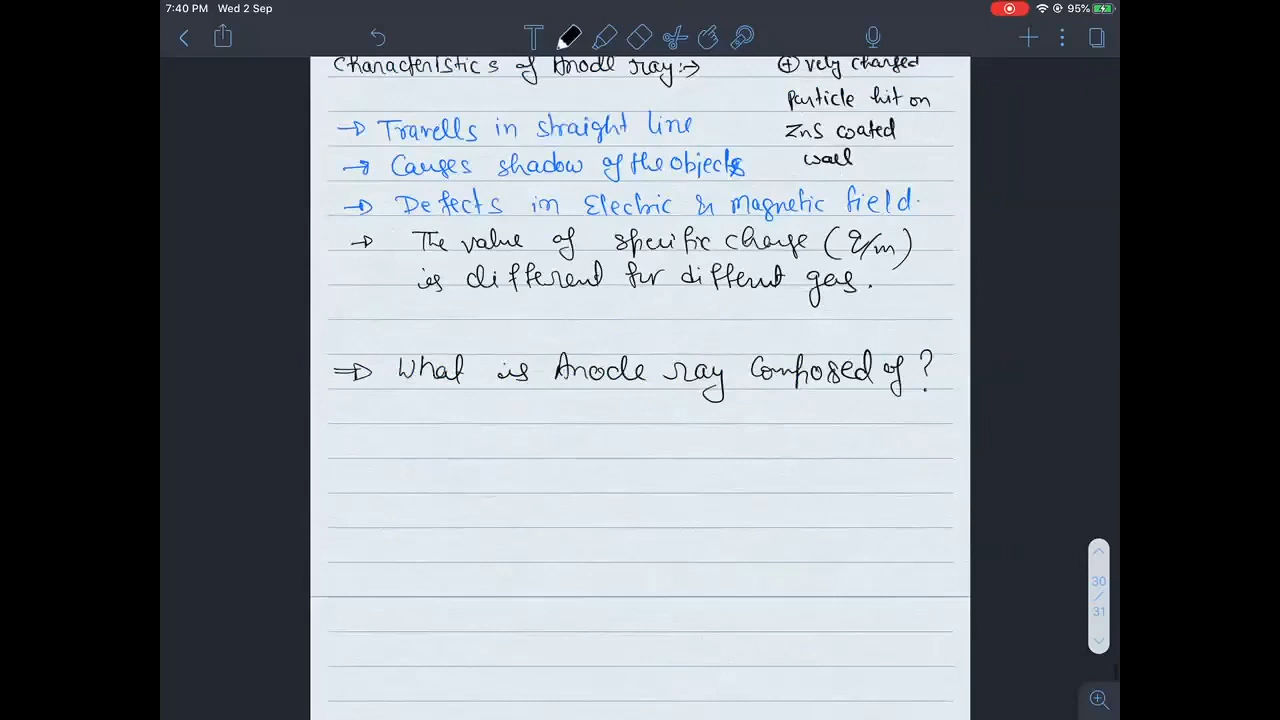 7:40 PM Wed 2 Sep
95%
Characteristics of Anode ray:→
⊕vely charged
Particle hit on
ZnS coated
wall
→ Travells in straight line
→ Causes shadow of the objects
→ Defects in Electric & magnetic field.
→ The value of specific charge (q/m)
is different for different gas.
⇒ What is Anode ray Composed of?
30
/
31